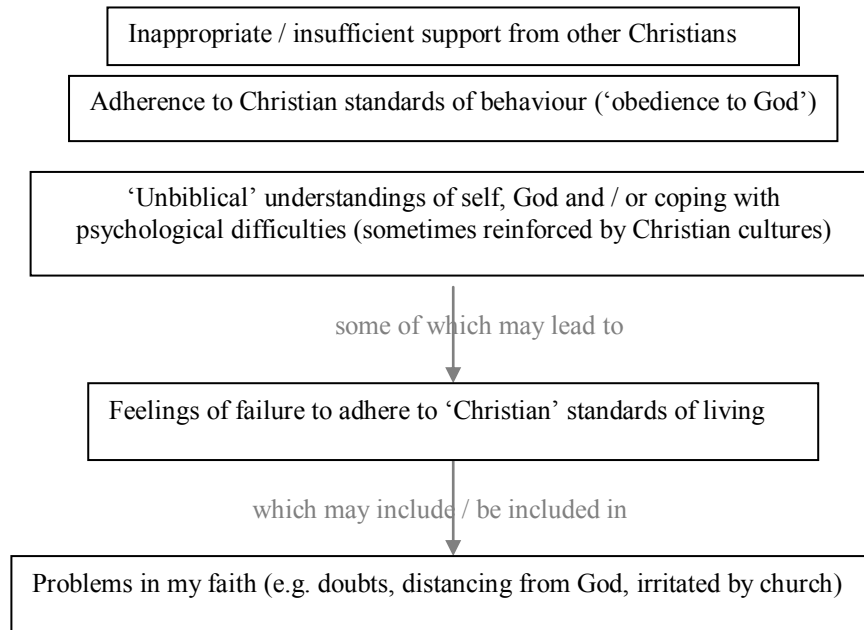 Inappropriate / insufficient support from other Christians
Adherence to Christian standards of behaviour (‘obedience to God’)
‘Unbiblical’ understandings of self, God and / or coping with
psychological difficulties (sometimes reinforced by Christian cultures)
some of which may lead to
Feelings of failure to adhere to ‘Christian’ standards of living
which may include / be included in
Problems in my faith (e.g. doubts, distancing from God, irritated by church)